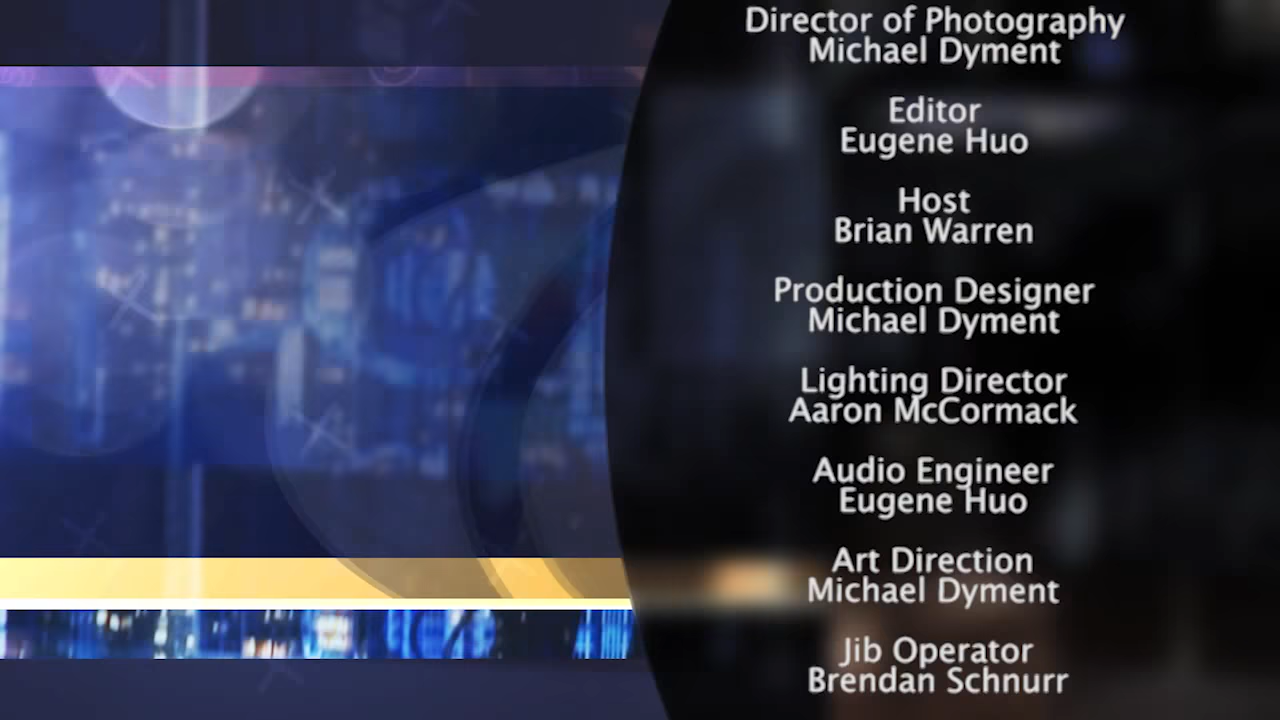 Director of Photography
Michael Dyment
Editor
Eugene Huo
Host
Brian Warren
Production Designer
Michael Dyment
Lighting Director
Aaron McCormack
Audio Engineer
Eugene Huo
Art Direction
Michael Dyment
Jib Operator
Brendan Schnurr